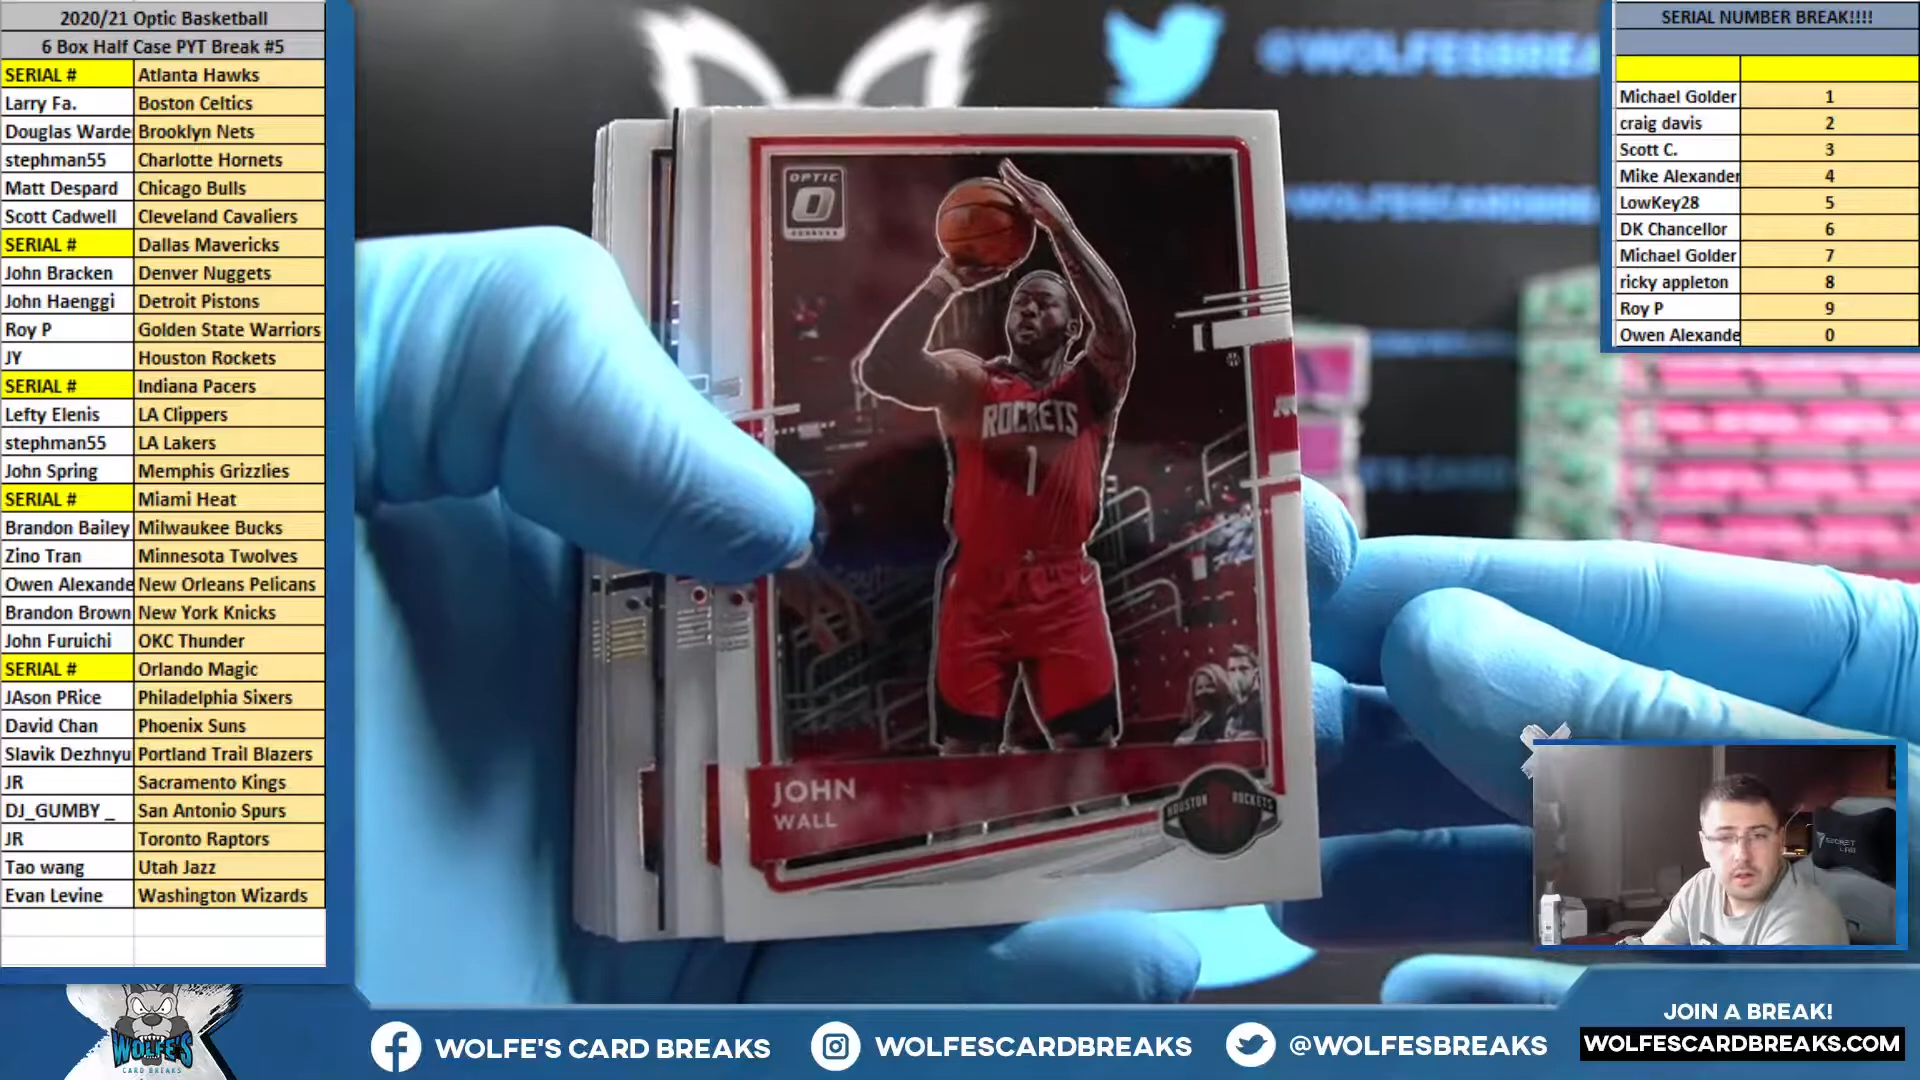 2020/21 Optic Basketball
6 Box Half Case PYT Break #5
SERIAL # Atlanta Hawks
Larry Fa. Boston Celtics
Douglas Warde Brooklyn Nets
stephman55 Charlotte Hornets
Matt Despard Chicago Bulls
Scott Cadwell Cleveland Cavaliers
SERIAL # Dallas Mavericks
John Bracken Denver Nuggets
John Haenggi Detroit Pistons
Roy P Golden State Warriors
JY Houston Rockets
SERIAL # Indiana Pacers
Lefty Elenis LA Clippers
stephman55 LA Lakers
John Spring Memphis Grizzlies
SERIAL # Miami Heat
Brandon Bailey Milwaukee Bucks
Zino Tran Minnesota Twolves
Owen Alexande New Orleans Pelicans
Brandon Brown New York Knicks
John Furuichi OKC Thunder
SERIAL # Orlando Magic
JAson PRice Philadelphia Sixers
David Chan Phoenix Suns
Slavik Dezhnyu Portland Trail Blazers
JR Sacramento Kings
DJ_GUMBY_ San Antonio Spurs
JR Toronto Raptors
Tao wang Utah Jazz
Evan Levine Washington Wizards
@WOLFESBREA
OPTIC
ROCKETS
1
JOHN
WALL
HOUSTON ROCKETS
SERIAL NUMBER BREAK!!!!
Michael Golder 1
craig davis 2
Scott C. 3
Mike Alexander 4
LowKey28 5
DK Chancellor 6
Michael Golder 7
ricky appleton 8
Roy P 9
Owen Alexande 0
SECRET LAB
WOLFE'S
CARD BREAKS
WOLFE'S CARD BREAKS
WOLFESCARDBREAKS
@WOLFESBREAKS
JOIN A BREAK!
WOLFESCARDBREAKS.COM